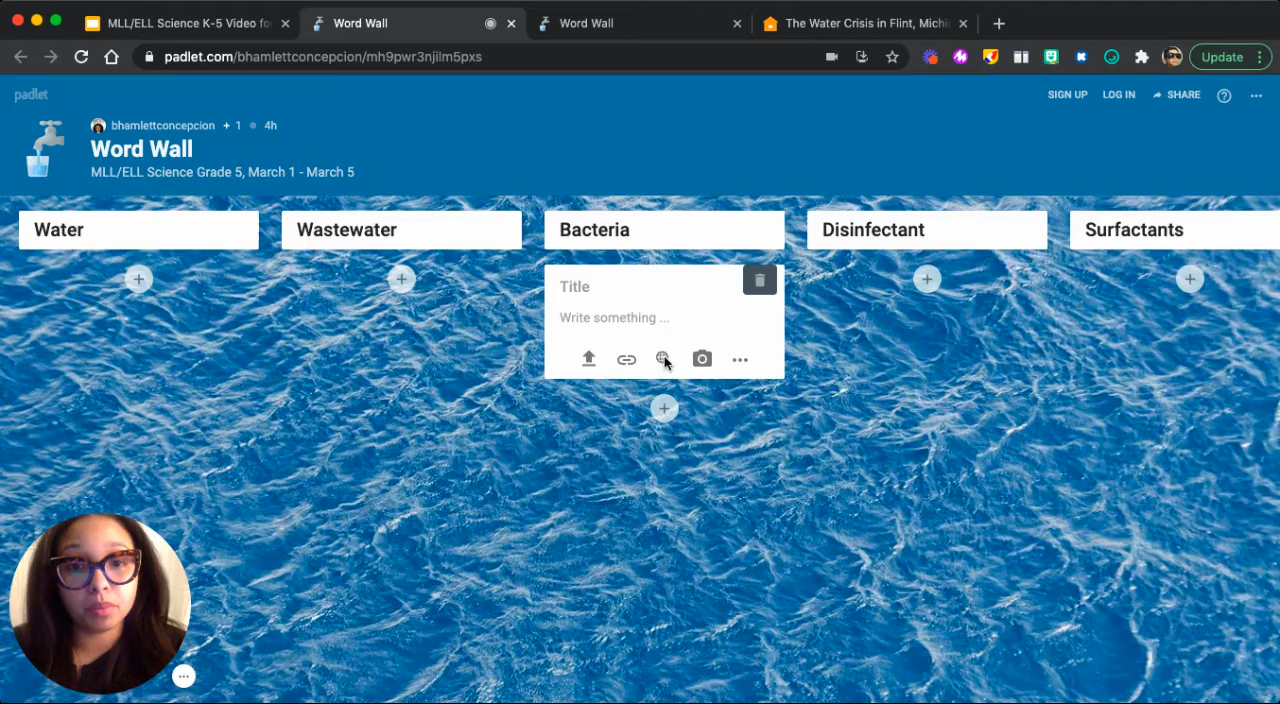 MLL/ELL Science K-5 Video fo
Word Wall
Word Wall
The Water Crisis in Flint, Michi
padlet.com/bhamlettconcepcion/mh9pwr3njilm5pxs
Update
padlet
SIGN UP
LOG IN
SHARE
bhamlettconcepcion + 1 4h
Word Wall
MLL/ELL Science Grade 5, March 1 - March 5
Water
Wastewater
Bacteria
Disinfectant
Surfactants
Title
Write something ...